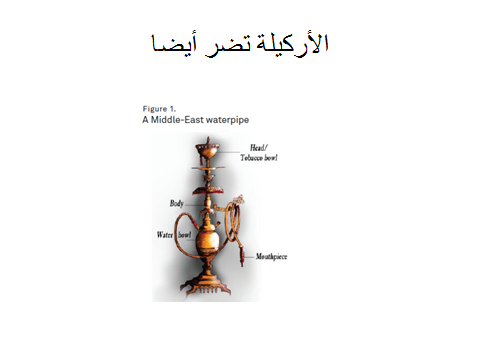 الأركيلة تضر أيضا
Figure 1.
A Middle-East waterpipe
Head/
Tobacco bowl
Body
Water bowl
Mouthpiece